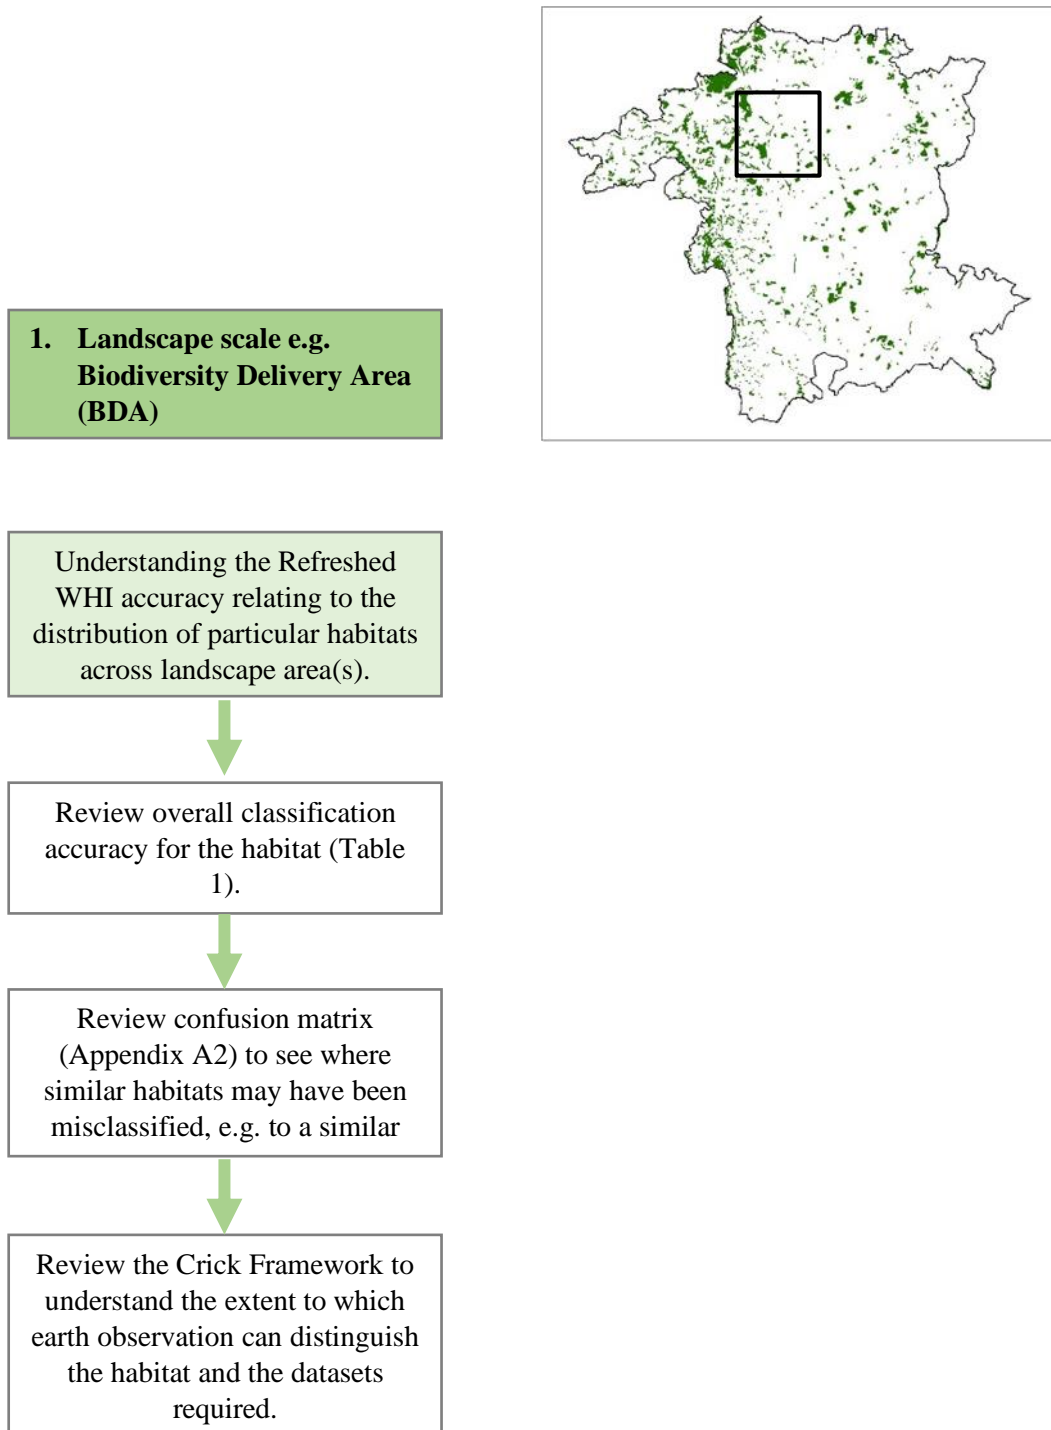 1. Landscape scale e.g.
Biodiversity Delivery Area
(BDA)
Understanding the Refreshed
WHI accuracy relating to the
distribution of particular habitats
across landscape area(s).
Review overall classification
accuracy for the habitat (Table
1).
Review confusion matrix
(Appendix A2) to see where
similar habitats may have been
misclassified, e.g. to a similar
Review the Crick Framework to
understand the extent to which
earth observation can distinguish
the habitat and the datasets
required.